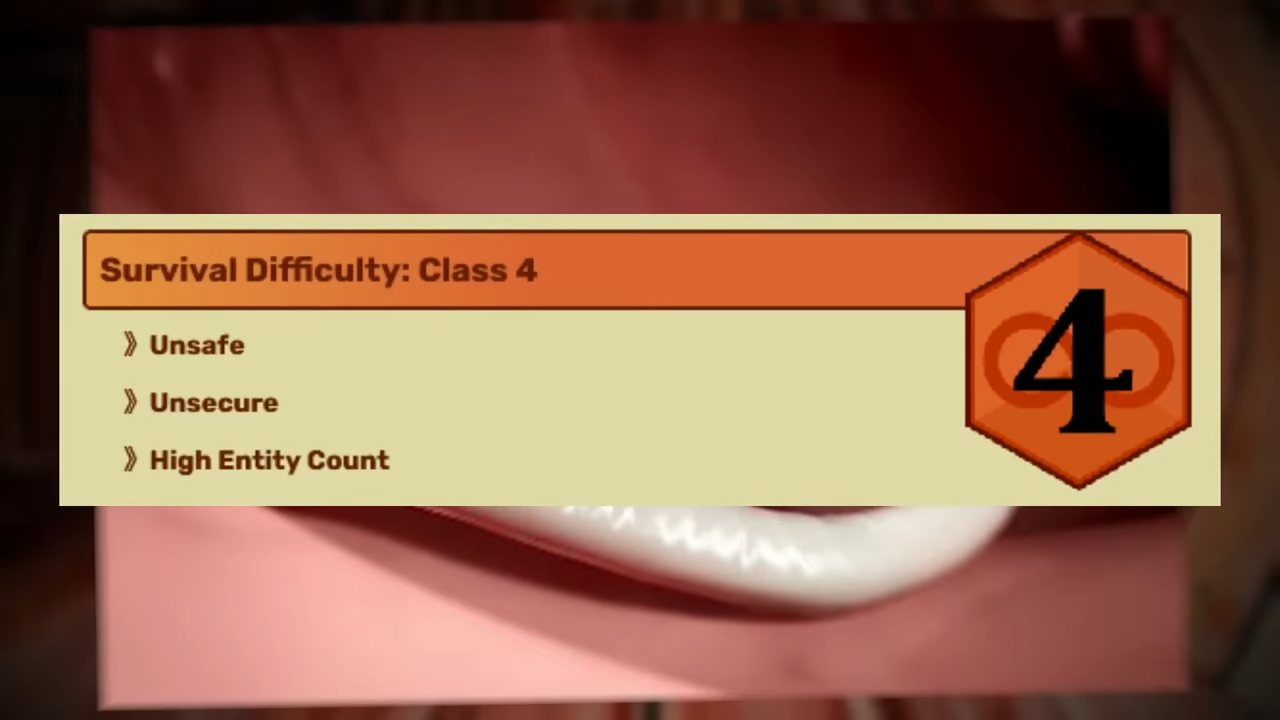 Survival Difficulty: Class 4
4
》 Unsafe
》 Unsecure
》 High Entity Count